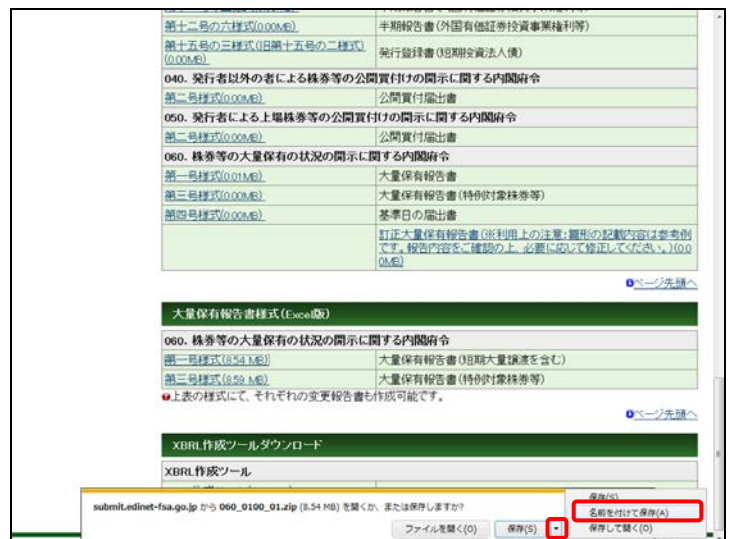 第十二号の六様式(0.00MB)
半期報告書(外国有価証券投資事業権利等)
第十五号の三様式(旧第十五号の二様式)
(0.00MB)
発行登録書(短期投資法人債)
040. 発行者以外の者による株券等の公開買付けの開示に関する内閣府令
第二号様式(0.00MB)
公開買付届出書
050. 発行者による上場株券等の公開買付けの開示に関する内閣府令
第二号様式(0.00MB)
公開買付届出書
060. 株券等の大量保有の状況の開示に関する内閣府令
第一号様式(0.01MB)
大量保有報告書
第三号様式(0.00MB)
大量保有報告書(特例対象株券等)
第四号様式(0.00MB)
基準日の届出書
訂正大量保有報告書(※利用上の注意:雛形の記載内容は参考例
です。報告内容をご確認の上、必要に応じて修正してください。)(0.0
0MB)
ページ先頭へ
大量保有報告書様式(Excel版)
060. 株券等の大量保有の状況の開示に関する内閣府令
第一号様式(8.54 MB)
大量保有報告書(短期大量譲渡を含む)
第三号様式(8.59 MB)
大量保有報告書(特例対象株券等)
上表の様式にて、それぞれの変更報告書も作成可能です。
ページ先頭へ
XBRL作成ツールダウンロード
XBRL作成ツール
submit.edinet-fsa.go.jp から 060_0100_01.zip (8.54 MB) を開くか、または保存しますか?
ファイルを開く(O)
保存(S)
保存(S)
名前を付けて保存(A)
保存して開く(O)